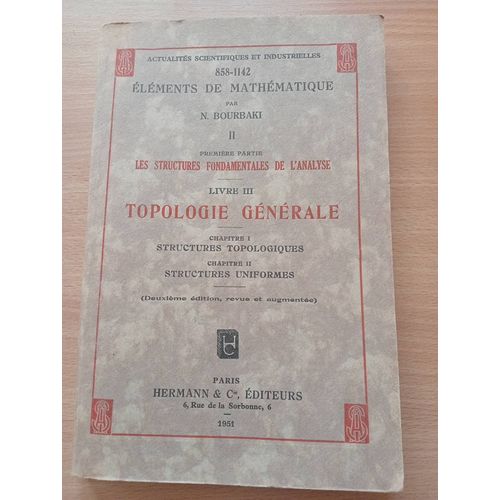 ACTUALITÉS SCIENTIFIQUES ET INDUSTRIELLES
858-1142
ÉLÉMENTS DE MATHÉMATIQUE
PAR
N. BOURBAKI
II
PREMIÈRE PARTIE
LES STRUCTURES FONDAMENTALES DE L'ANALYSE
LIVRE III
TOPOLOGIE GÉNÉRALE
CHAPITRE I
STRUCTURES TOPOLOGIQUES
CHAPITRE II
STRUCTURES UNIFORMES
(Deuxième édition, revue et augmentée)
HC
PARIS
HERMANN & Cie, ÉDITEURS
6, Rue de la Sorbonne, 6
1951